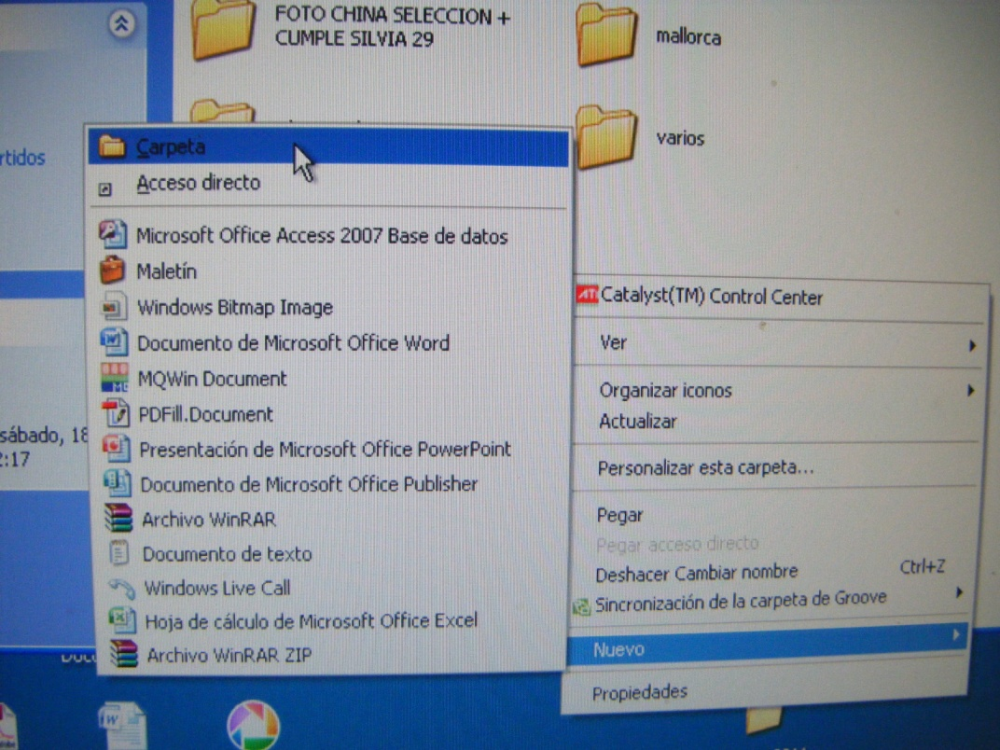 FOTO CHINA SELECCION +
CUMPLE SILVIA 29
mallorca
varios
rtidos
sábado, 18
2:17
Carpeta
Acceso directo
Microsoft Office Access 2007 Base de datos
Maletín
Windows Bitmap Image
Documento de Microsoft Office Word
MQWin Document
PDFill.Document
Presentación de Microsoft Office PowerPoint
Documento de Microsoft Office Publisher
Archivo WinRAR
Documento de texto
Windows Live Call
Hoja de cálculo de Microsoft Office Excel
Archivo WinRAR ZIP
ATI Catalyst(TM) Control Center
Ver
Organizar iconos
Actualizar
Personalizar esta carpeta...
Pegar
Pegar acceso directo
Deshacer Cambiar nombre Ctrl+Z
Sincronización de la carpeta de Groove
Nuevo
Propiedades